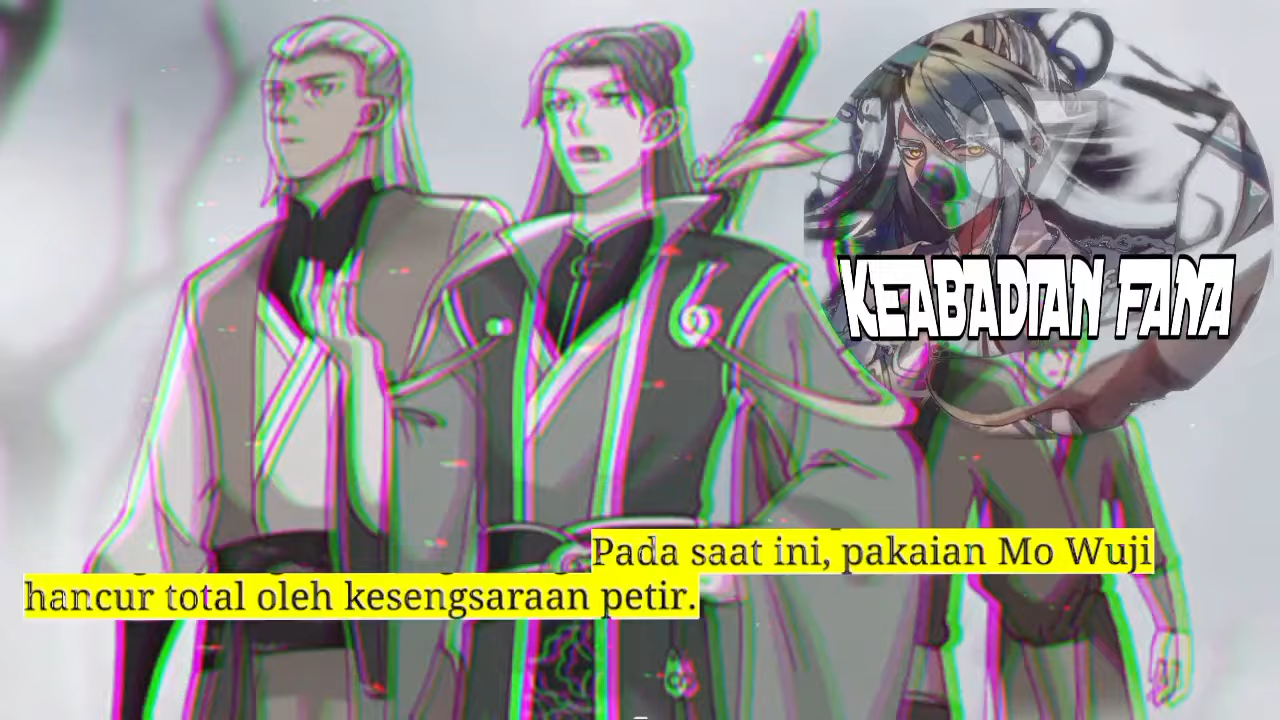 KEABADIAN FANA
Pada saat ini, pakaian Mo Wuji
hancur total oleh kesengsaraan petir.